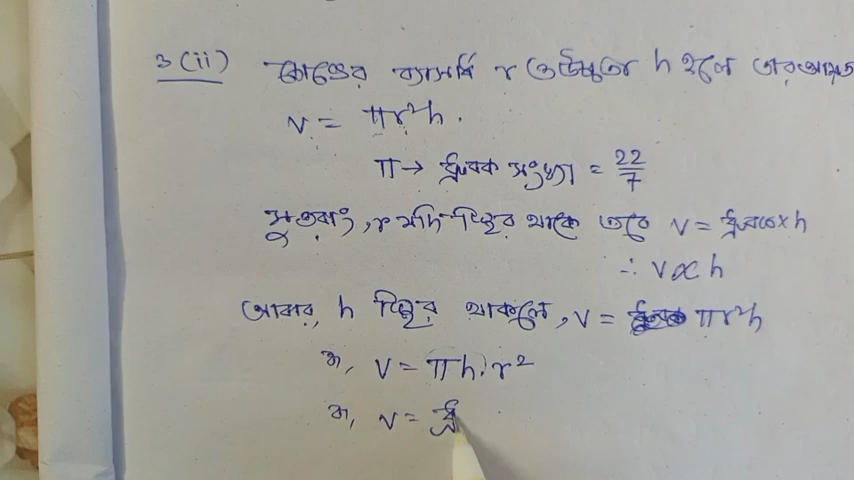 3(ii) চোঙের ব্যাসার্ধ r ও উচ্চতা h হলে তার আয়ত
V = πr²h.
π → ধ্রুবক সংখ্যা = 22/7
সুতরাং, r যদি স্থির থাকে তবে V = ধ্রুবক × h
∴ V ∝ h
আবার, h স্থির থাকলে, V = πr²h
বা, V = πh.r²
বা, V = ধ্রু